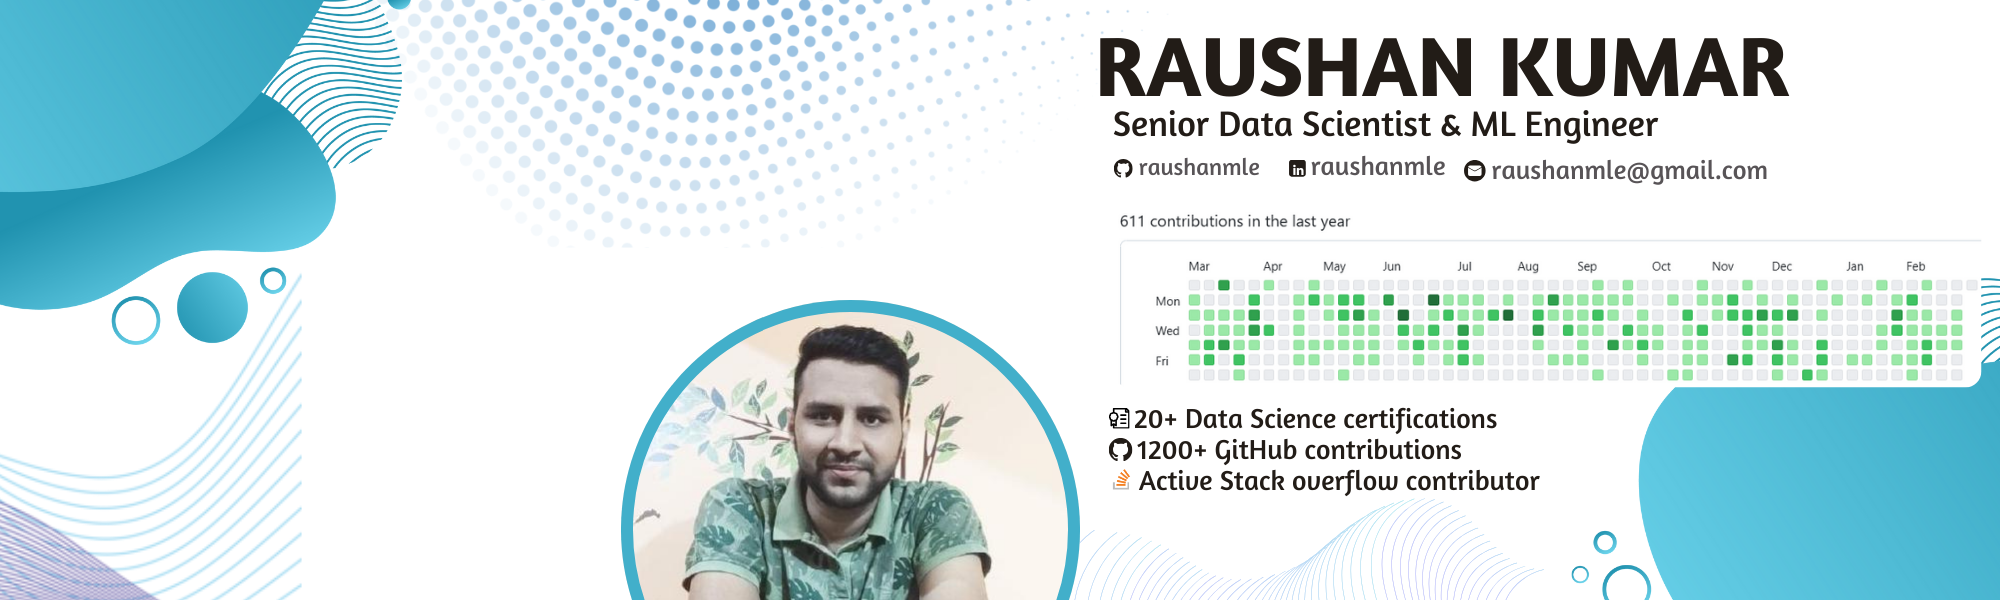 RAUSHAN KUMAR
Senior Data Scientist & ML Engineer
raushanmle raushanmle raushanmle@gmail.com
611 contributions in the last year
Mar Apr May Jun Jul Aug Sep Oct Nov Dec Jan Feb
Mon
Wed
Fri
20+ Data Science certifications
1200+ GitHub contributions
Active Stack overflow contributor